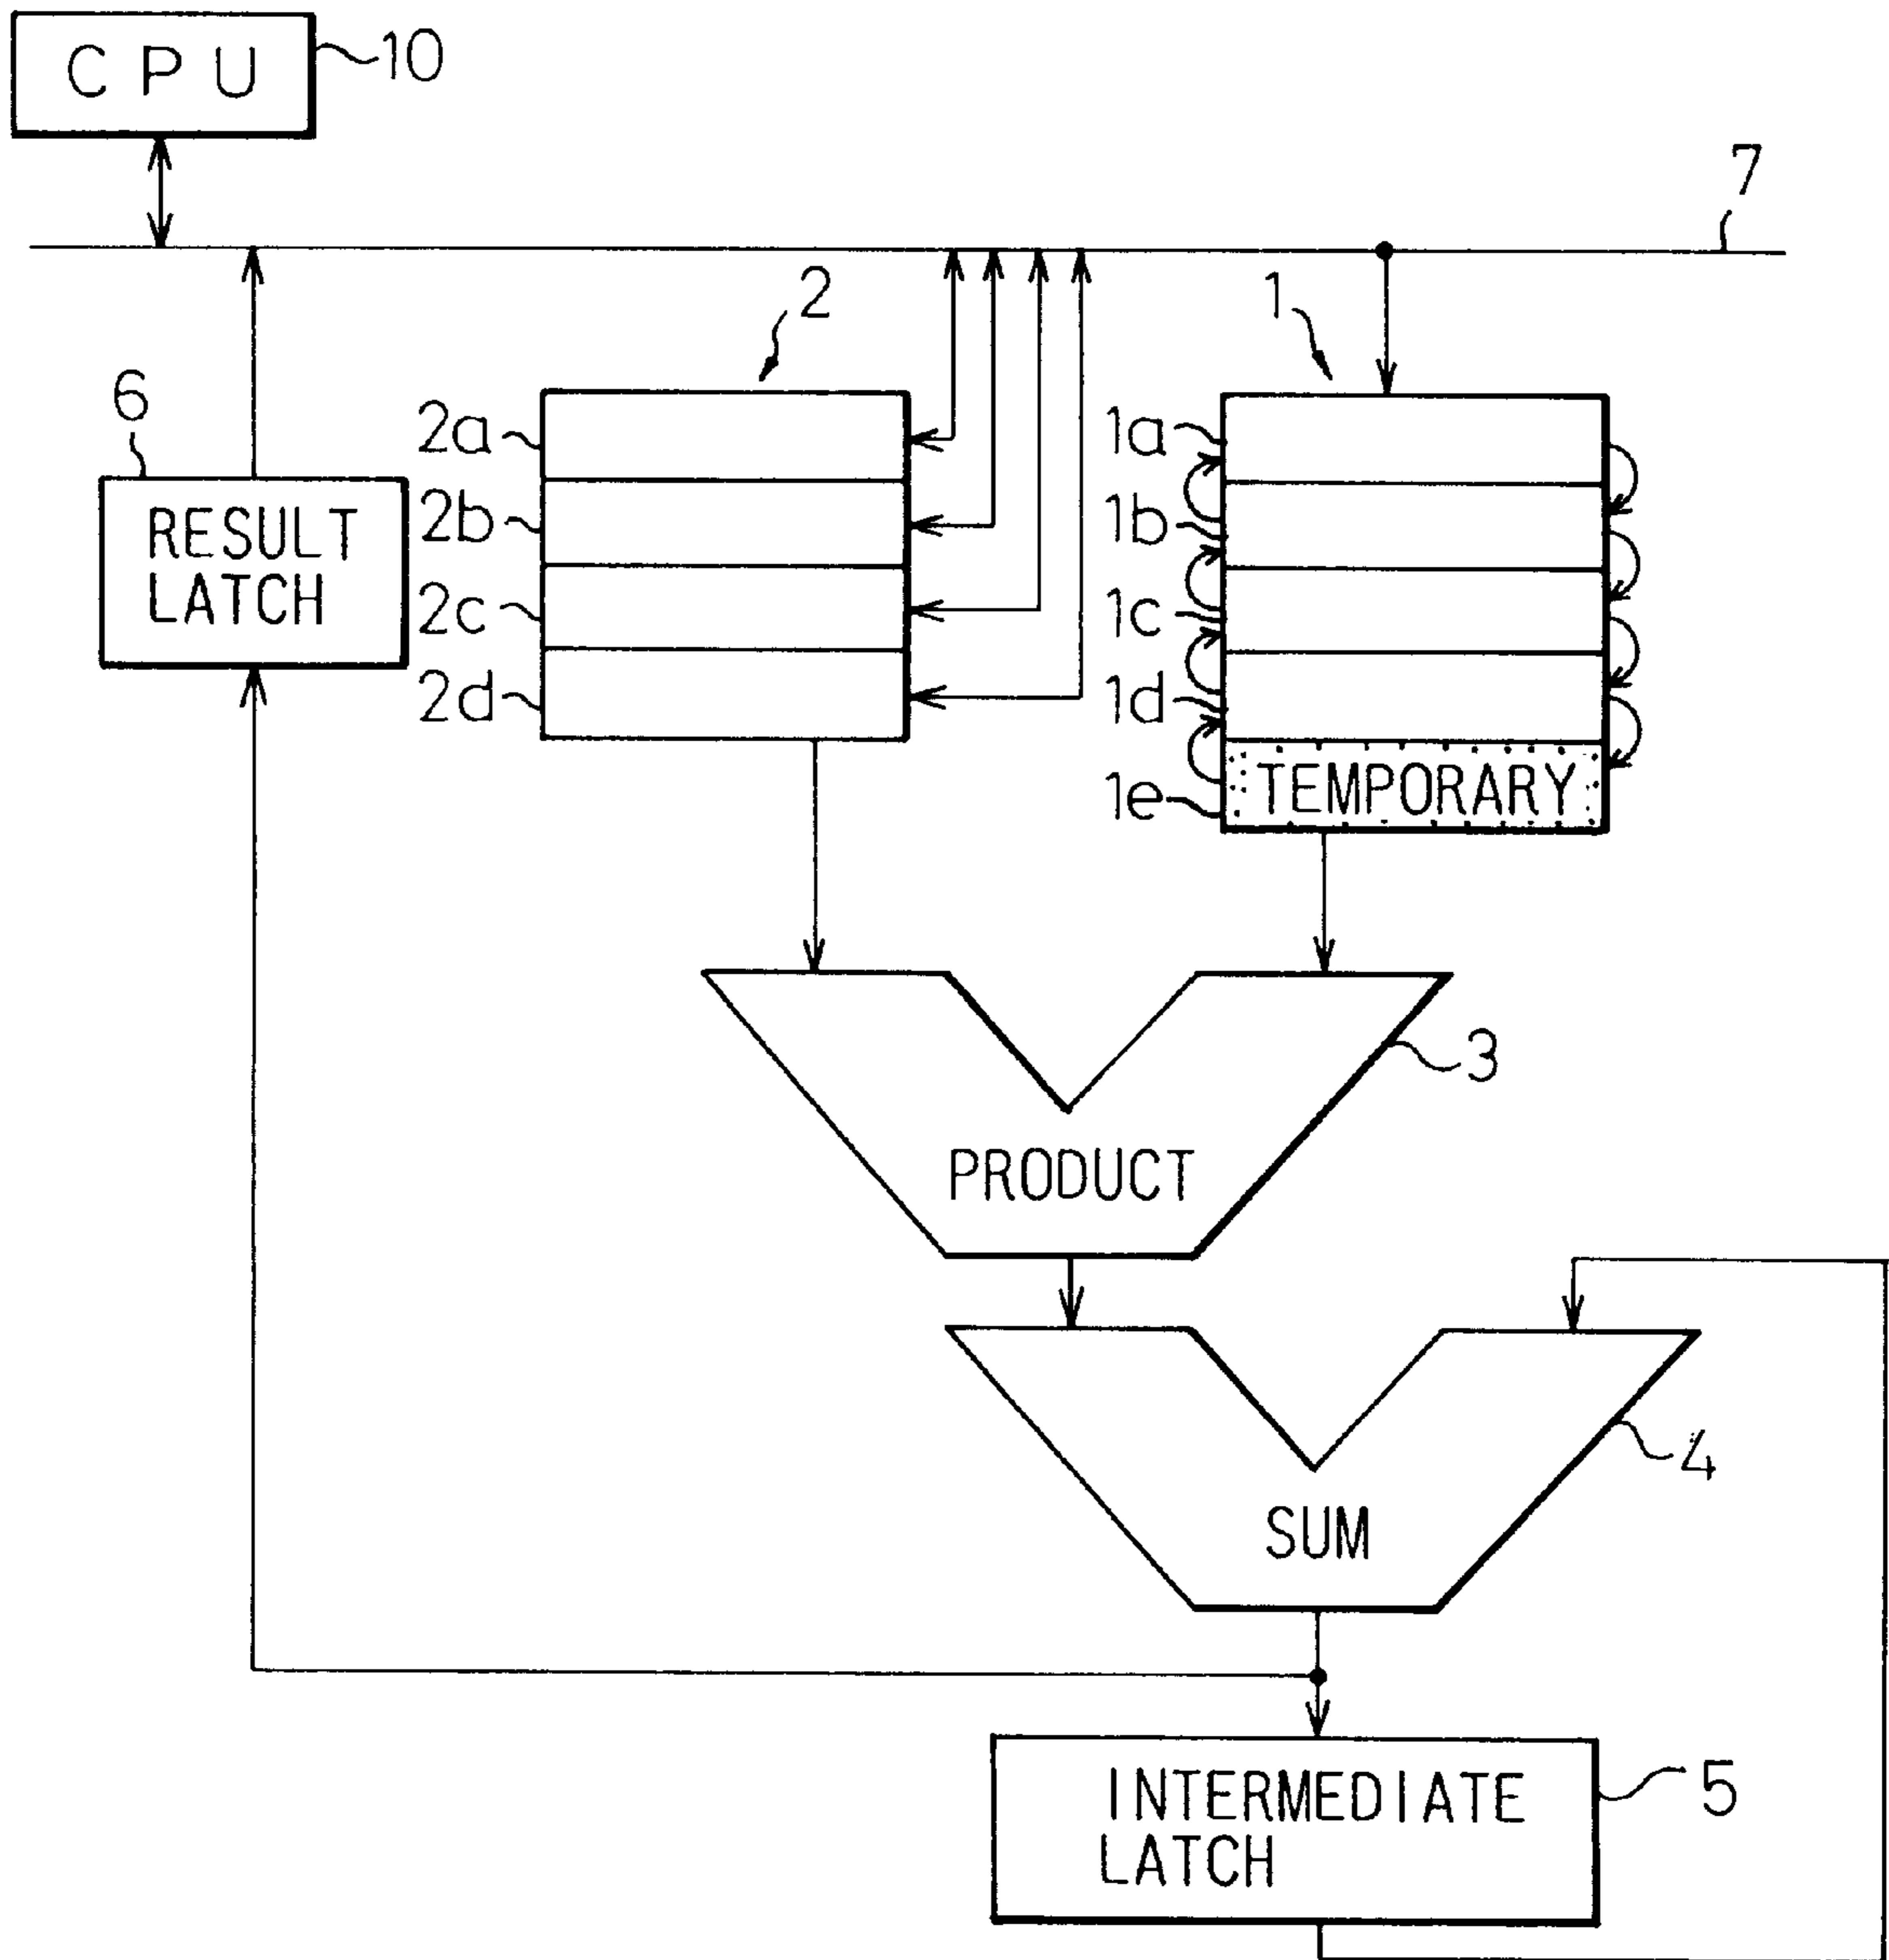 CPU
10
7
2
1
6
2a
1a
RESULT
LATCH
2b
1b
2c
1c
2d
1d
1e
TEMPORARY
3
PRODUCT
4
SUM
INTERMEDIATE
LATCH
5